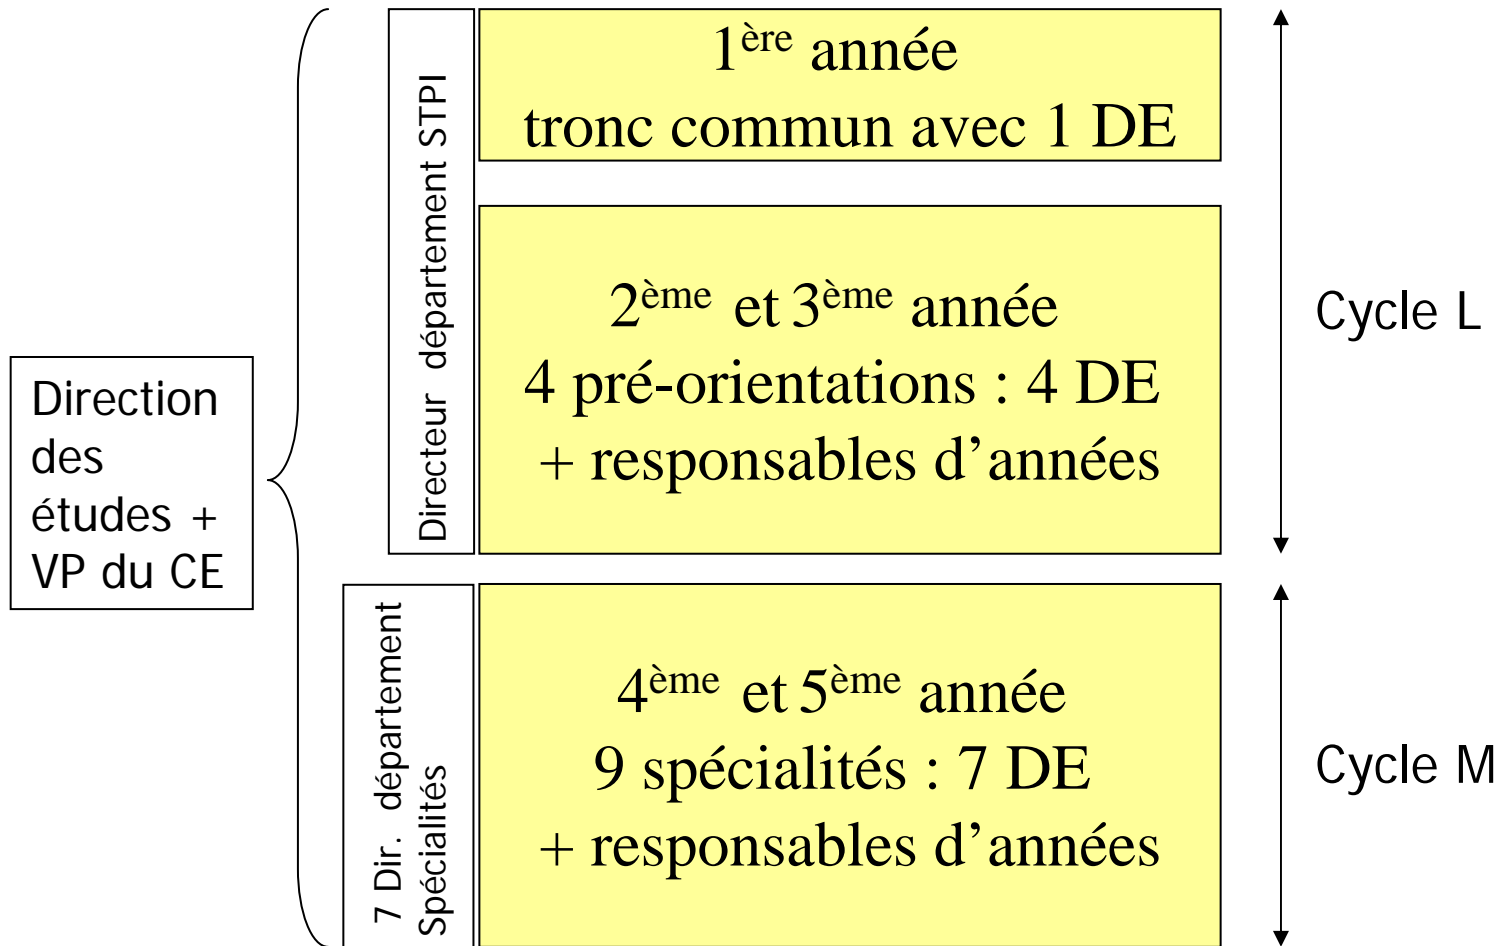 Direction
des
études +
VP du CE
Directeur département STPI
1ère année
tronc commun avec 1 DE
2ème et 3ème année
4 pré-orientations : 4 DE
+ responsables d’années
Cycle L
7 Dir. département
Spécialités
4ème et 5ème année
9 spécialités : 7 DE
+ responsables d’années
Cycle M